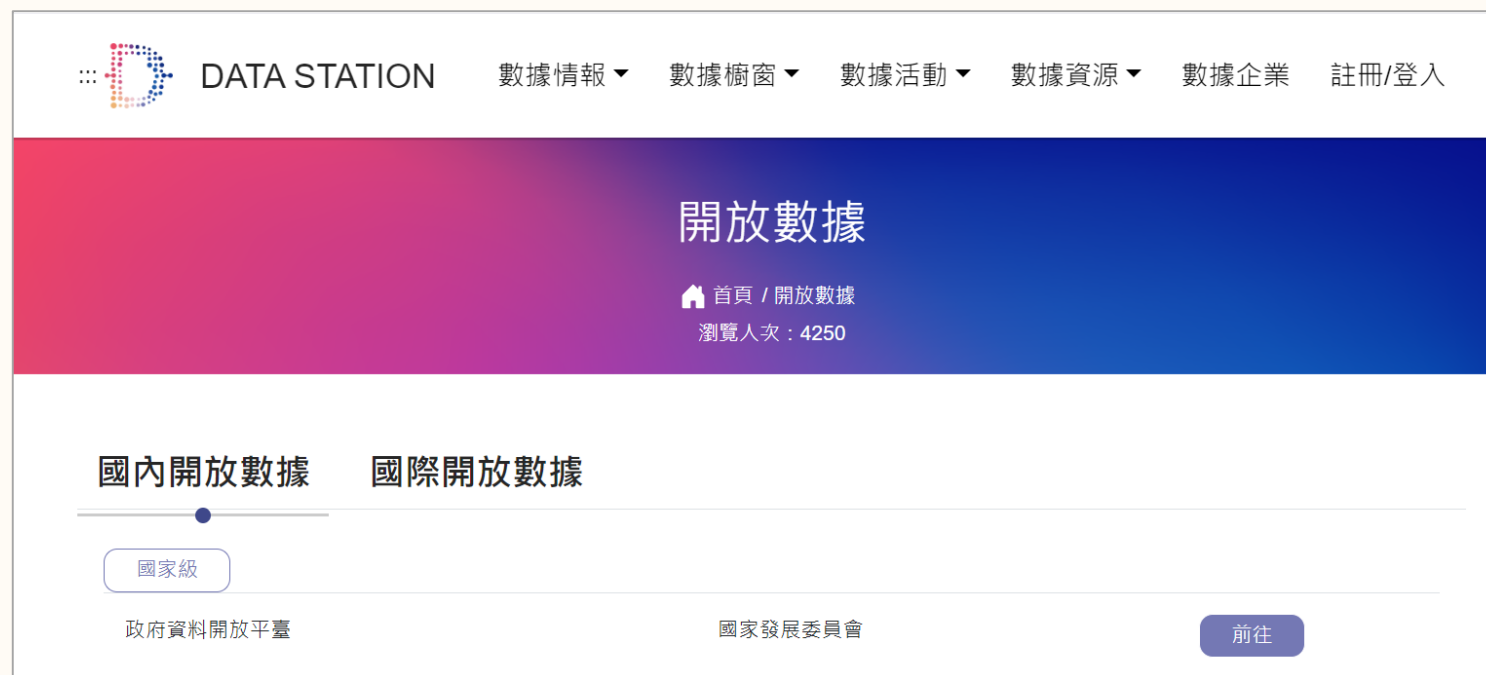 ::: DATA STATION 數據情報 數據櫥窗 數據活動 數據資源 數據企業 註冊/登入
開放數據
首頁 / 開放數據
瀏覽人次：4250
國內開放數據 國際開放數據
國家級
政府資料開放平臺 國家發展委員會 前往